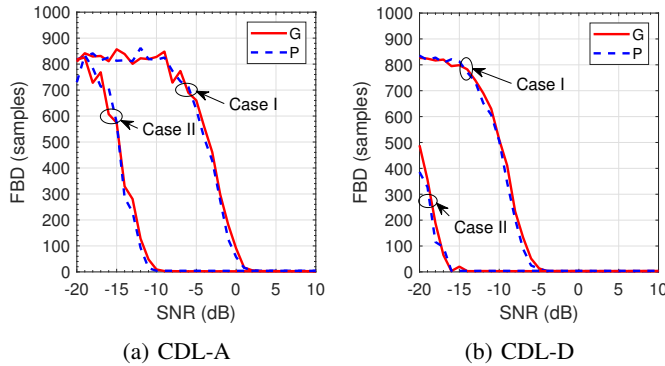 FBD (samples)
1000
900
800
700
600
500
400
300
200
100
0
G
P
Case I
Case II
-20 -15 -10 -5 0 5 10
SNR (dB)
(a) CDL-A
FBD (samples)
1000
900
800
700
600
500
400
300
200
100
0
G
P
Case I
Case II
-20 -15 -10 -5 0 5 10
SNR (dB)
(b) CDL-D